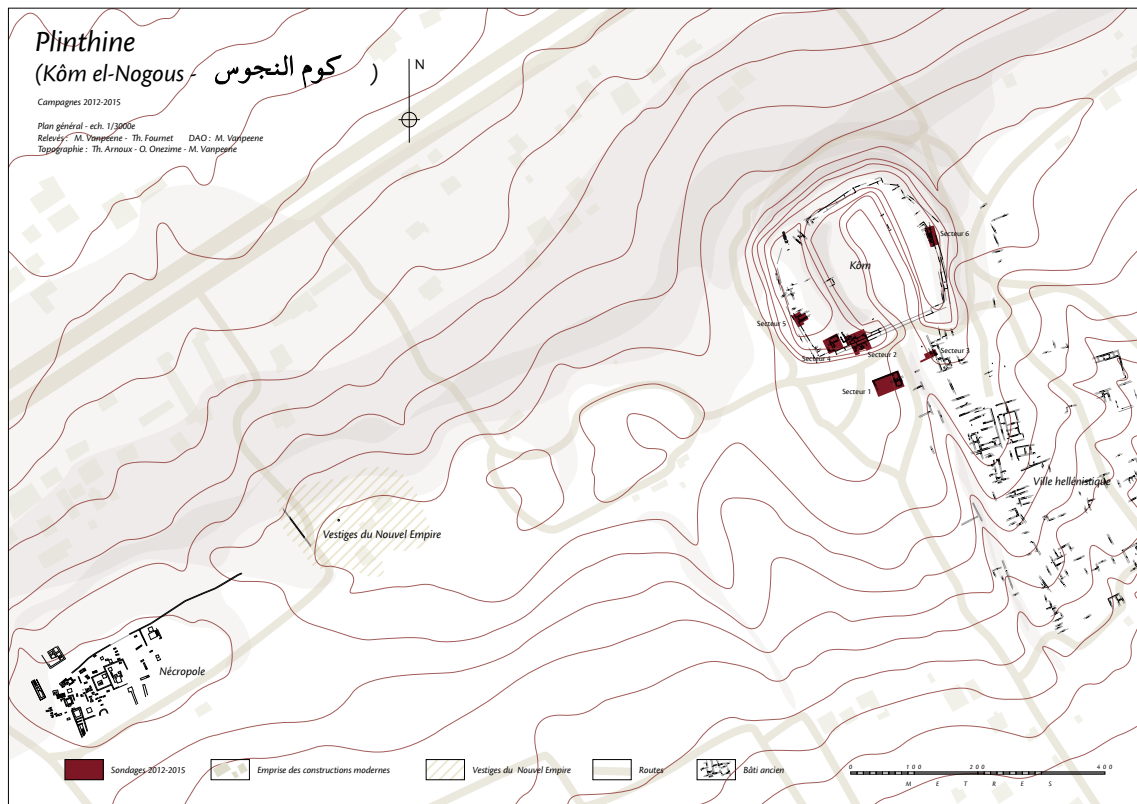 Plinthine
(Kôm el-Nogous - كوم النجوس )
Campagnes 2012-2015
Plan général - ech. 1/3000e
Relevés : M. Vanpeene - Th. Fournet DAO : M. Vanpeene
Topographie : Th. Arnoux - O. Onezime - M. Vanpeene
N
Secteur 6
Kôm
Secteur 5
Secteur 4
Secteur 2
Secteur 3
Secteur 1
Ville hellénistique
Vestiges du Nouvel Empire
Nécropole
Sondages 2012-2015
Emprise des constructions modernes
Vestiges du Nouvel Empire
Routes
Bâti ancien
0 100 200 400
M E T R E S